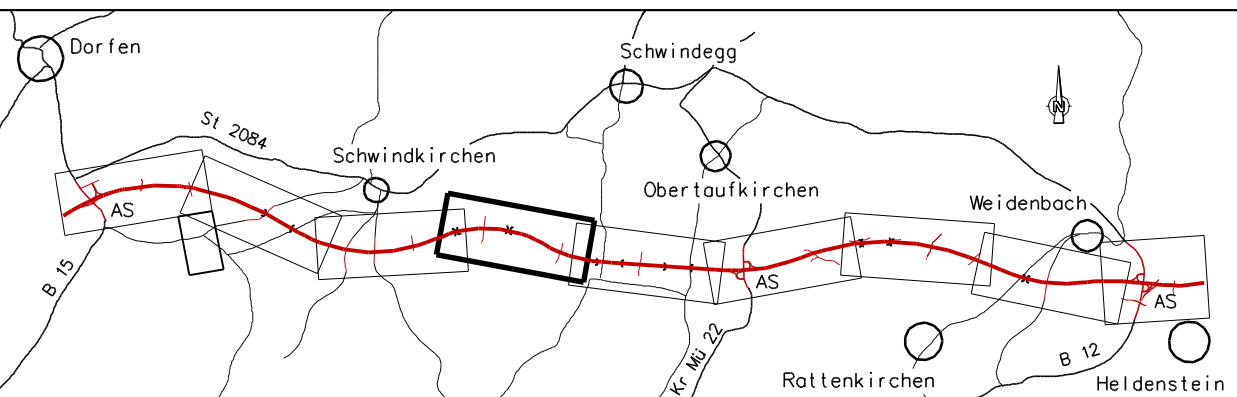 Dorfen
Schwindegg
N
St 2084
Schwindkirchen
Obertaufkirchen
Weidenbach
AS
B 15
AS
AS
Kr Mü 22
B 12
Rattenkirchen
Heldenstein